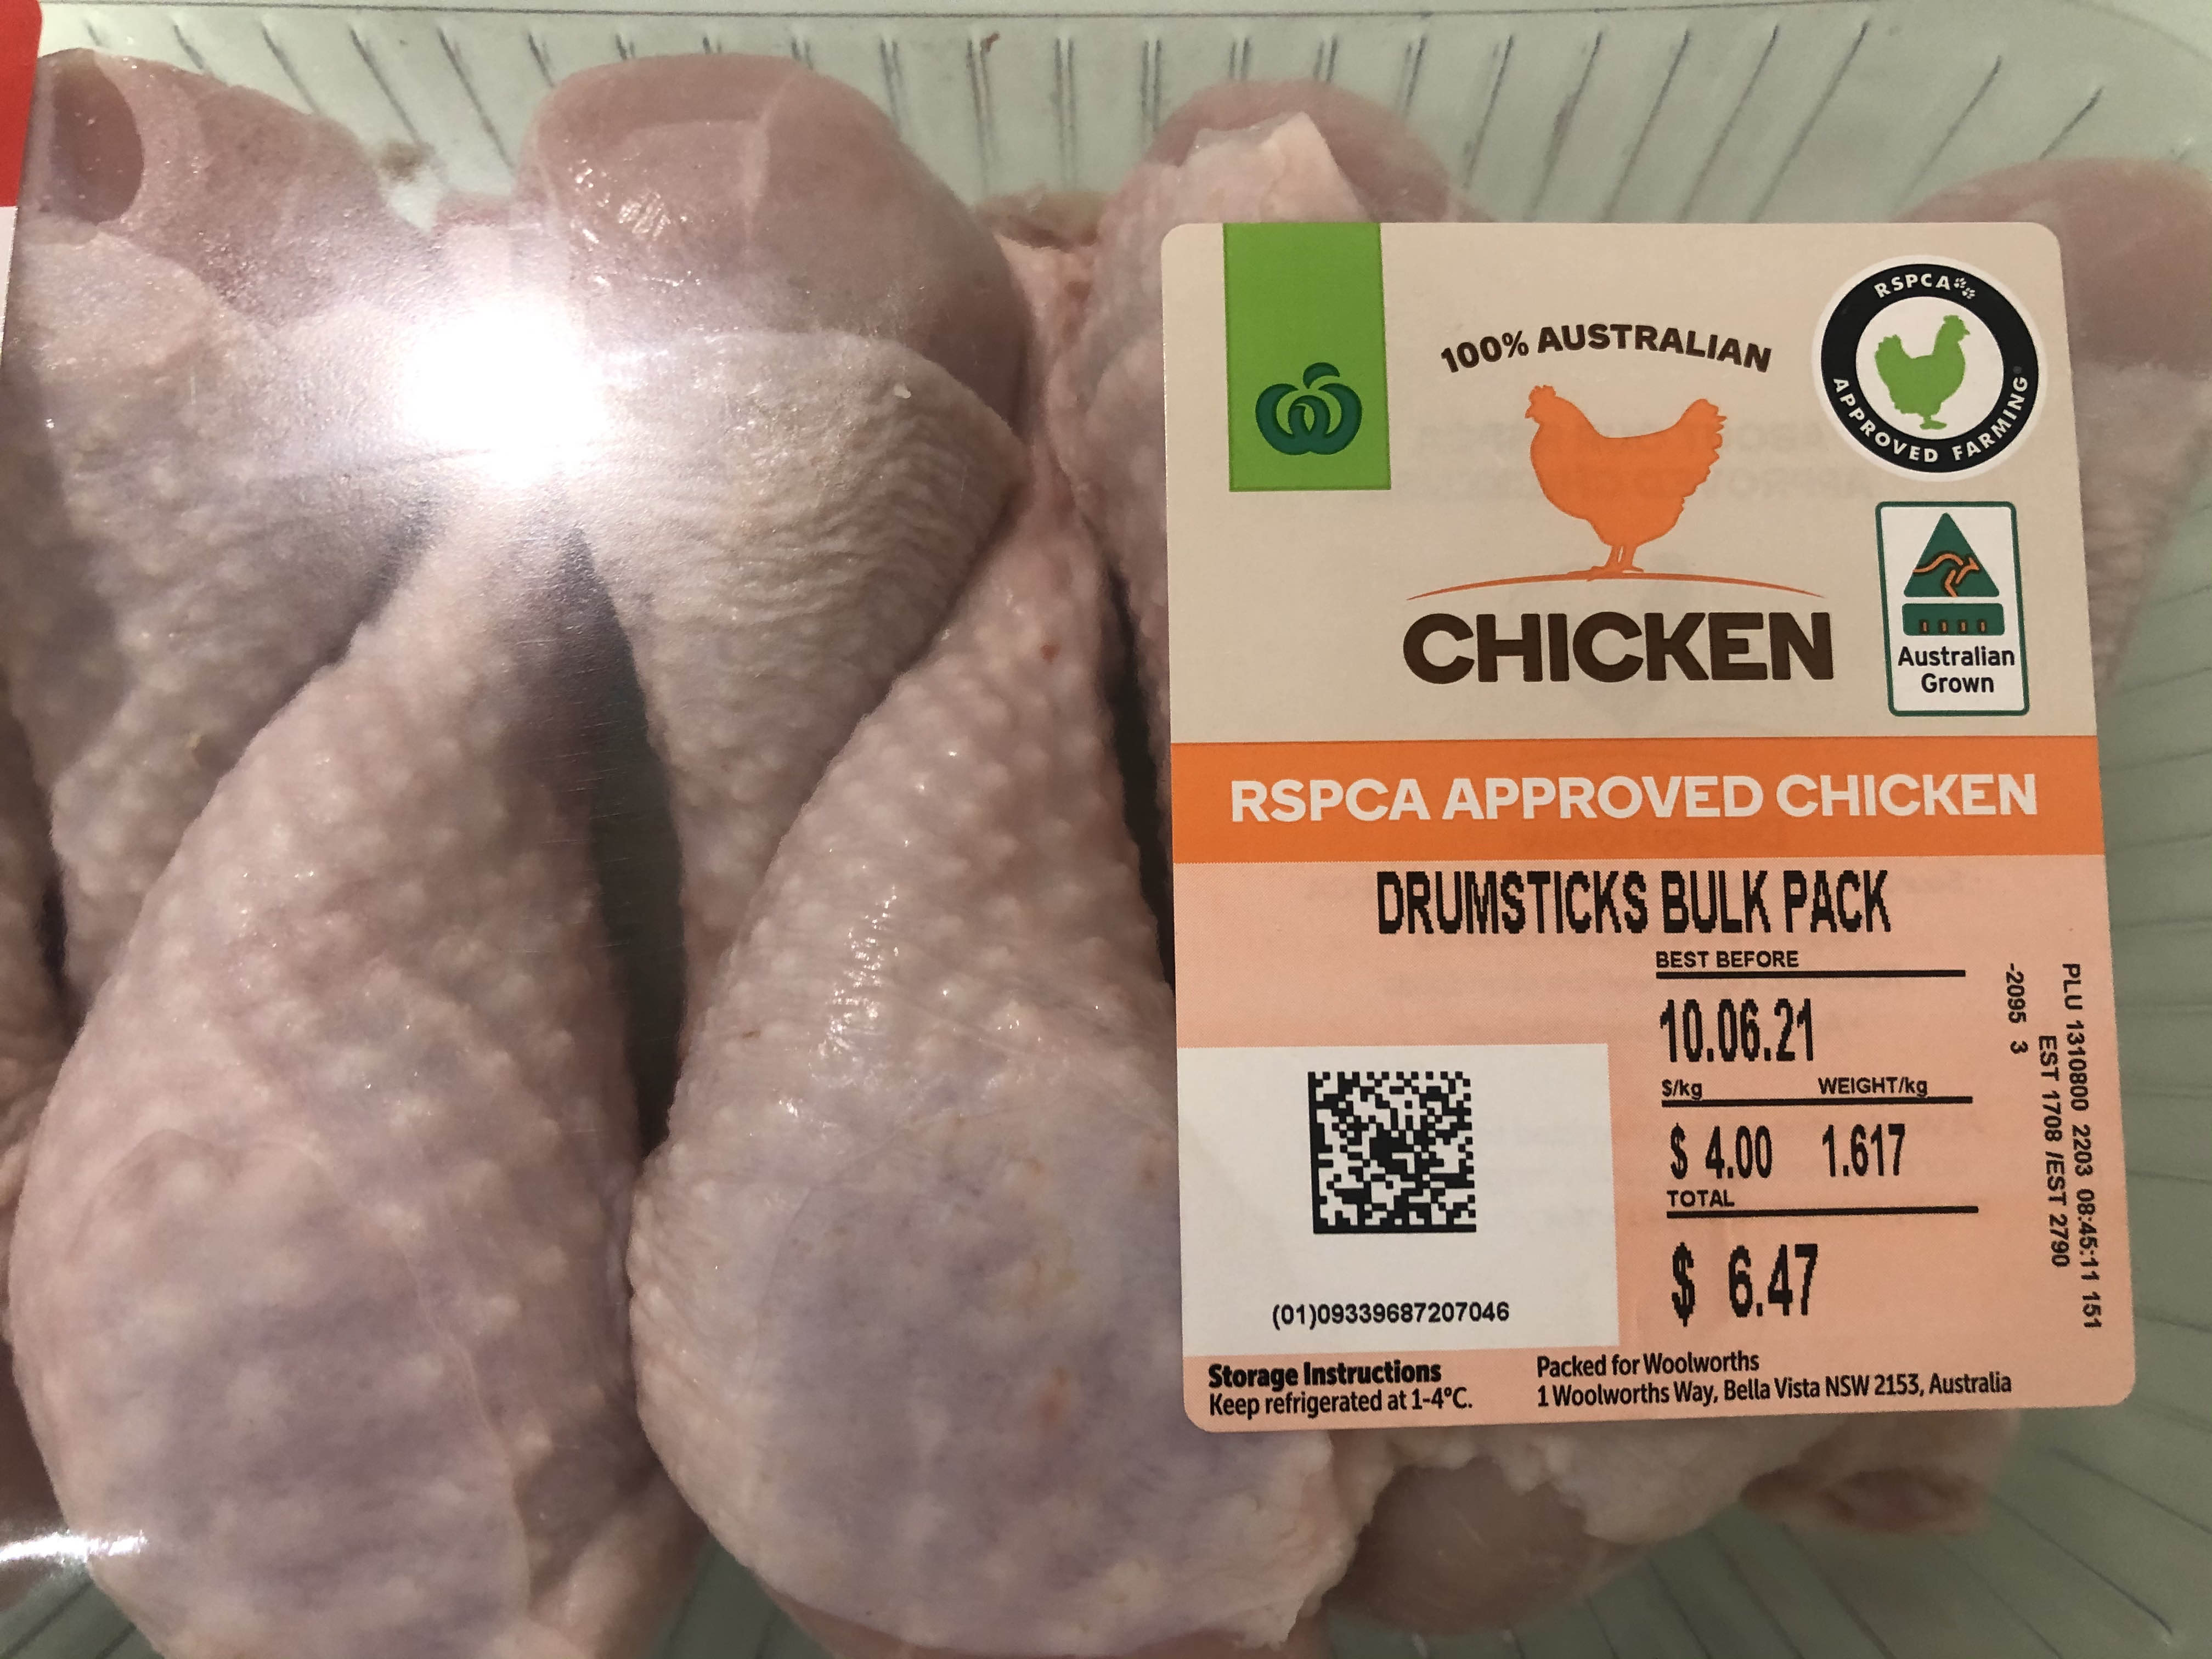 100% AUSTRALIAN
RSPCA
APPROVED FARMING
CHICKEN
Australian
Grown
RSPCA APPROVED CHICKEN
DRUMSTICKS BULK PACK
BEST BEFORE
10.06.21
$/kg WEIGHT/kg
$ 4.00 1.617
TOTAL
$ 6.47
PLU 1310800 2203 08:45:11 151
EST 1708 /EST 2790
-2095 3
(01)09339687207046
Storage Instructions
Keep refrigerated at 1-4°C.
Packed for Woolworths
1 Woolworths Way, Bella Vista NSW 2153, Australia